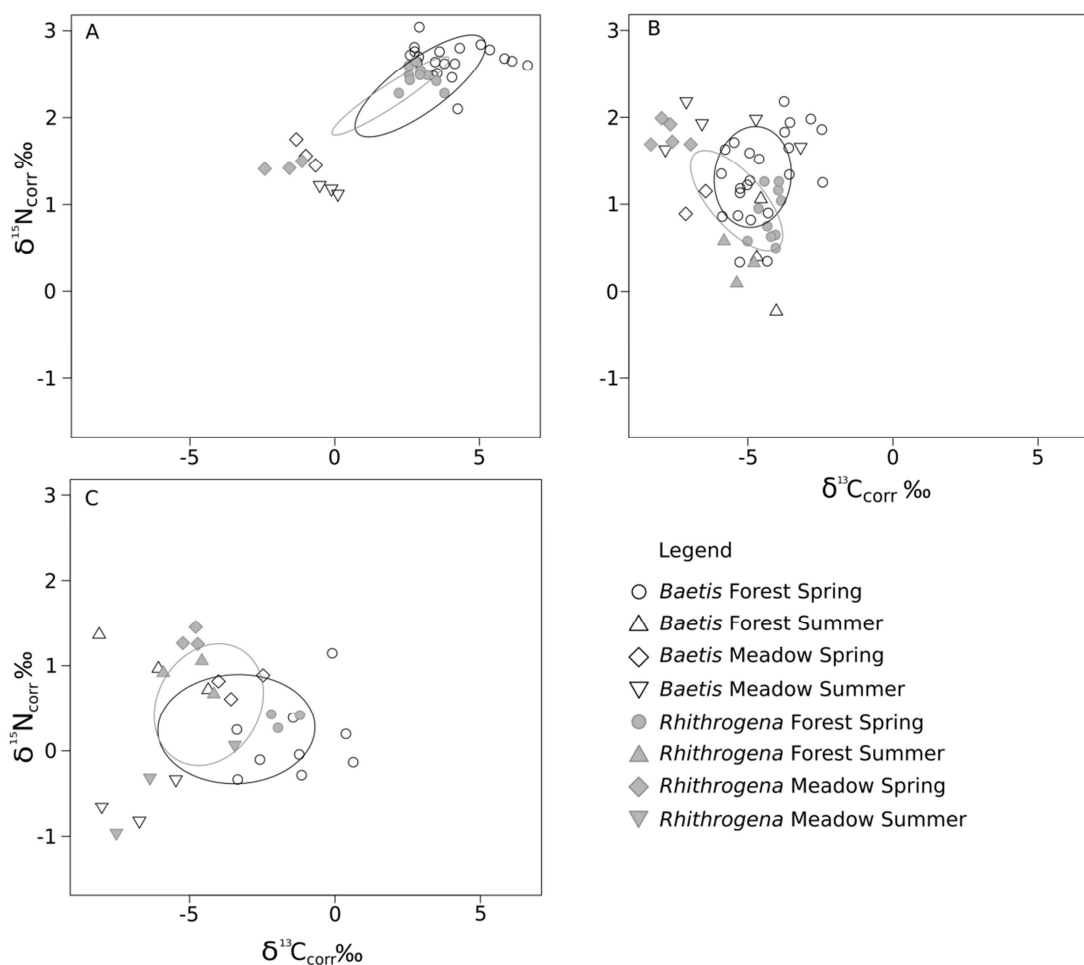 A
3
2
1
0
-1
-5
0
5
δ¹⁵Ncorr ‰
B
3
2
1
0
-1
-5
0
5
δ¹³Ccorr ‰
C
3
2
1
0
-1
-5
0
5
δ¹⁵Ncorr ‰
δ¹³Ccorr‰
Legend
Baetis Forest Spring
Baetis Forest Summer
Baetis Meadow Spring
Baetis Meadow Summer
Rhithrogena Forest Spring
Rhithrogena Forest Summer
Rhithrogena Meadow Spring
Rhithrogena Meadow Summer